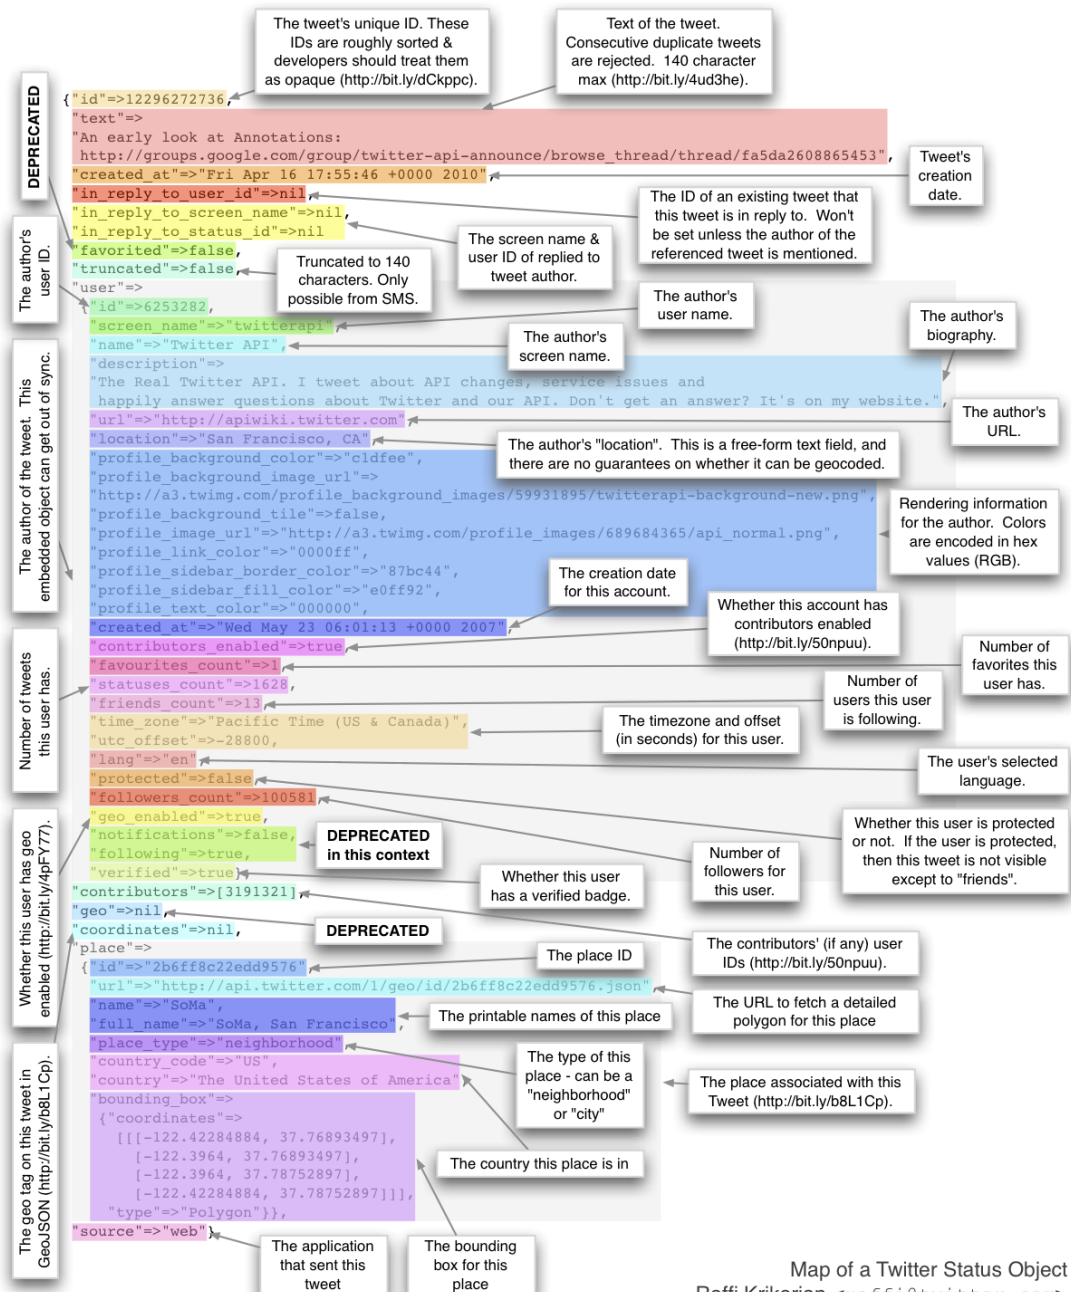 The tweet's unique ID. These
IDs are roughly sorted &
developers should treat them
as opaque (http://bit.ly/dCkppc).
Text of the tweet.
Consecutive duplicate tweets
are rejected. 140 character
max (http://bit.ly/4ud3he).
DEPRECATED
{"id"=>12296272736,
"text"=>
"An early look at Annotations:
http://groups.google.com/group/twitter-api-announce/browse_thread/thread/fa5da2608865453",
"created_at"=>"Fri Apr 16 17:55:46 +0000 2010",
Tweet's
creation
date.
"in_reply_to_user_id"=>nil,
The ID of an existing tweet that
this tweet is in reply to. Won't
be set unless the author of the
referenced tweet is mentioned.
"in_reply_to_screen_name"=>nil,
"in_reply_to_status_id"=>nil
The screen name &
user ID of replied to
tweet author.
"favorited"=>false,
"truncated"=>false,
Truncated to 140
characters. Only
possible from SMS.
The author's
user ID.
"user"=>
{"id"=>6253282,
"screen_name"=>"twitterapi",
The author's
user name.
"name"=>"Twitter API",
The author's
screen name.
The author's
biography.
"description"=>
"The Real Twitter API. I tweet about API changes, service issues and
happily answer questions about Twitter and our API. Don't get an answer? It's on my website.",
"url"=>"http://apiwiki.twitter.com",
The author's
URL.
"location"=>"San Francisco, CA",
The author's "location". This is a free-form text field, and
there are no guarantees on whether it can be geocoded.
The author of the tweet. This
embedded object can get out of sync.
"profile_background_color"=>"c1dfee",
"profile_background_image_url"=>
"http://a3.twimg.com/profile_background_images/59931895/twitterapi-background-new.png",
"profile_background_tile"=>false,
"profile_image_url"=>"http://a3.twimg.com/profile_images/689684365/api_normal.png",
"profile_link_color"=>"0000ff",
"profile_sidebar_border_color"=>"87bc44",
"profile_sidebar_fill_color"=>"e0ff92",
"profile_text_color"=>"000000",
Rendering information
for the author. Colors
are encoded in hex
values (RGB).
The creation date
for this account.
"created_at"=>"Wed May 23 06:01:13 +0000 2007",
Whether this account has
contributors enabled
(http://bit.ly/50npuu).
"contributors_enabled"=>true,
"favourites_count"=>1,
Number of
favorites this
user has.
Number of tweets
this user has.
"statuses_count"=>1628,
"friends_count"=>13,
Number of
users this user
is following.
"time_zone"=>"Pacific Time (US & Canada)",
"utc_offset"=>-28800,
The timezone and offset
(in seconds) for this user.
"lang"=>"en",
The user's selected
language.
"protected"=>false,
Whether this user is protected
or not. If the user is protected,
then this tweet is not visible
except to "friends".
"followers_count"=>100581,
Number of
followers for
this user.
Whether this user has geo
enabled (http://bit.ly/4pFY77).
"geo_enabled"=>true,
"notifications"=>false,
"following"=>true,
DEPRECATED
in this context
"verified"=>true},
Whether this user
has a verified badge.
"contributors"=>[3191321],
The contributors' (if any) user
IDs (http://bit.ly/50npuu).
"geo"=>nil,
DEPRECATED
"coordinates"=>nil,
The geo tag on this tweet in
GeoJSON (http://bit.ly/b8L1Cp).
"place"=>
{"id"=>"2b6ff8c22edd9576",
The place ID
"url"=>"http://api.twitter.com/1/geo/id/2b6ff8c22edd9576.json",
The URL to fetch a detailed
polygon for this place
"name"=>"SoMa",
"full_name"=>"SoMa, San Francisco",
The printable names of this place
"place_type"=>"neighborhood",
The type of this
place - can be a
"neighborhood"
or "city"
"country_code"=>"US",
"country"=>"The United States of America",
The country this place is in
The place associated with this
Tweet (http://bit.ly/b8L1Cp).
"bounding_box"=>
{"coordinates"=>
[[[-122.42284884, 37.76893497],
[-122.3964, 37.76893497],
[-122.3964, 37.78752897],
[-122.42284884, 37.78752897]]],
"type"=>"Polygon"}},
The bounding
box for this
place
"source"=>"web"}
The application
that sent this
tweet
Map of a Twitter Status Object
Raffi Krikorian